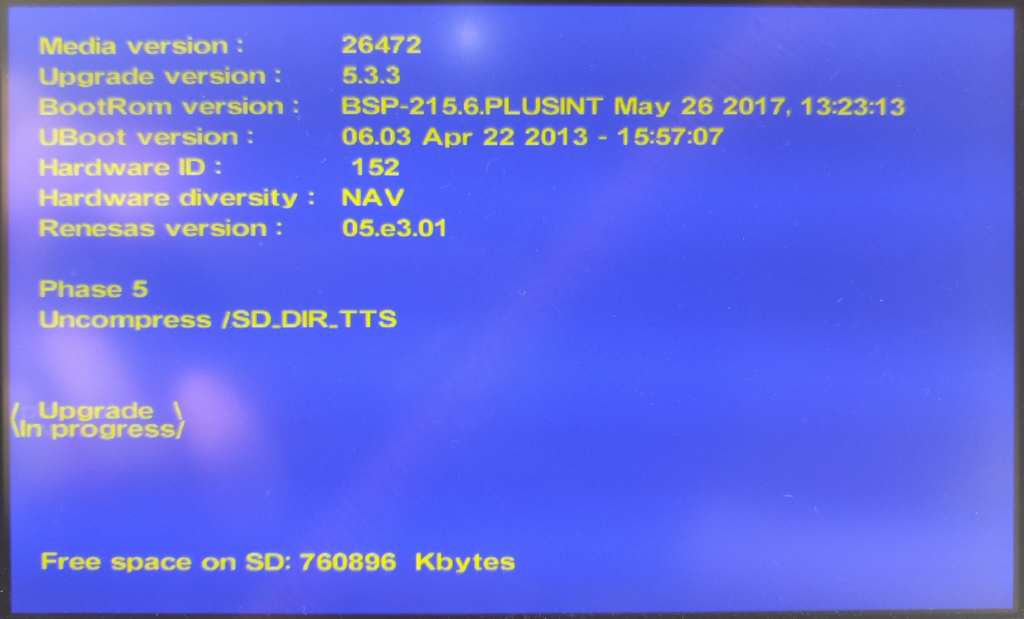 Media version : 26472
Upgrade version : 5.3.3
BootRom version : BSP-215.6.PLUSINT May 26 2017, 13:23:13
UBoot version : 06.03 Apr 22 2013 - 15:57:07
Hardware ID : 152
Hardware diversity : NAV
Renesas version : 05.e3.01
Phase 5
Uncompress /SD_DIR_TTS
/ Upgrade \
\In progress/
Free space on SD: 760896 Kbytes